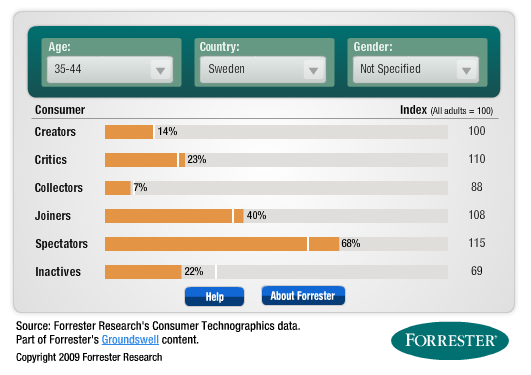 Age: Country: Gender:
35-44 Sweden Not Specified
Consumer Index (All adults = 100)
Creators 14% 100
Critics 23% 110
Collectors 7% 88
Joiners 40% 108
Spectators 68% 115
Inactives 22% 69
Help About Forrester
Source: Forrester Research's Consumer Technographics data.
Part of Forrester's Groundswell content.
Copyright 2009 Forrester Research
FORRESTER®